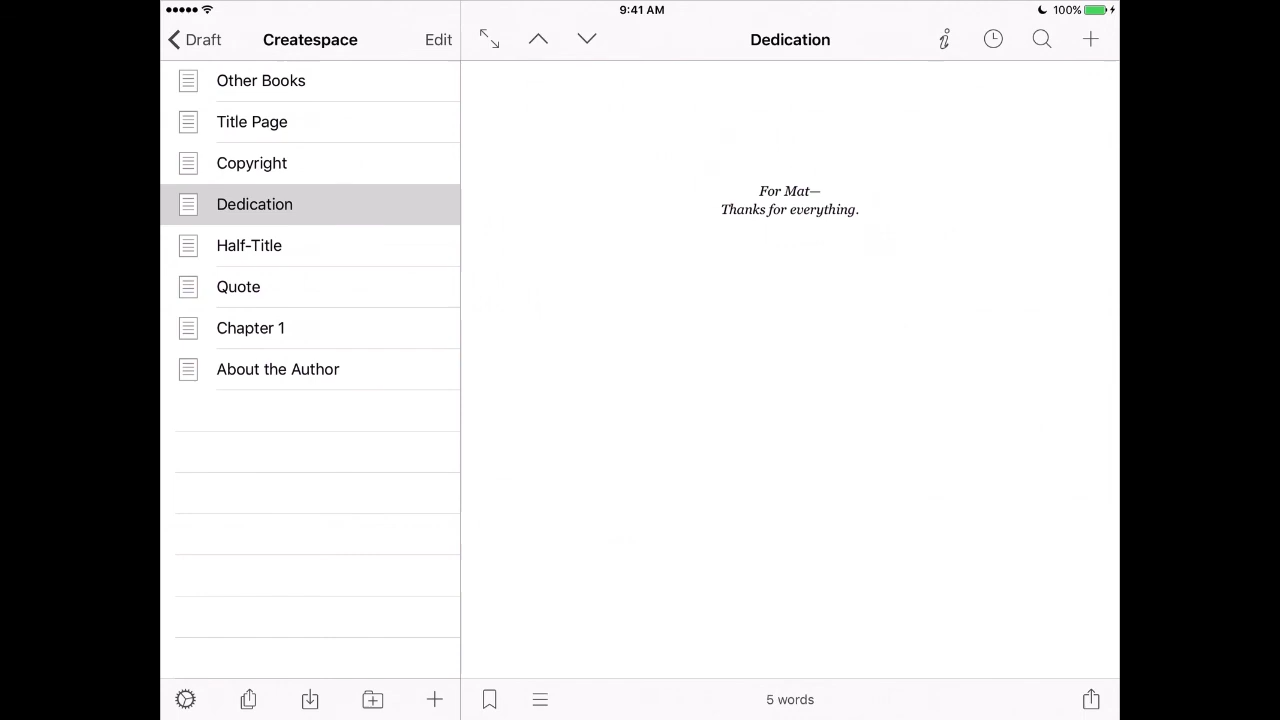 9:41 AM
100%
Draft
Createspace
Edit
Dedication
Other Books
Title Page
Copyright
Dedication
Half-Title
Quote
Chapter 1
About the Author
For Mat—
Thanks for everything.
5 words